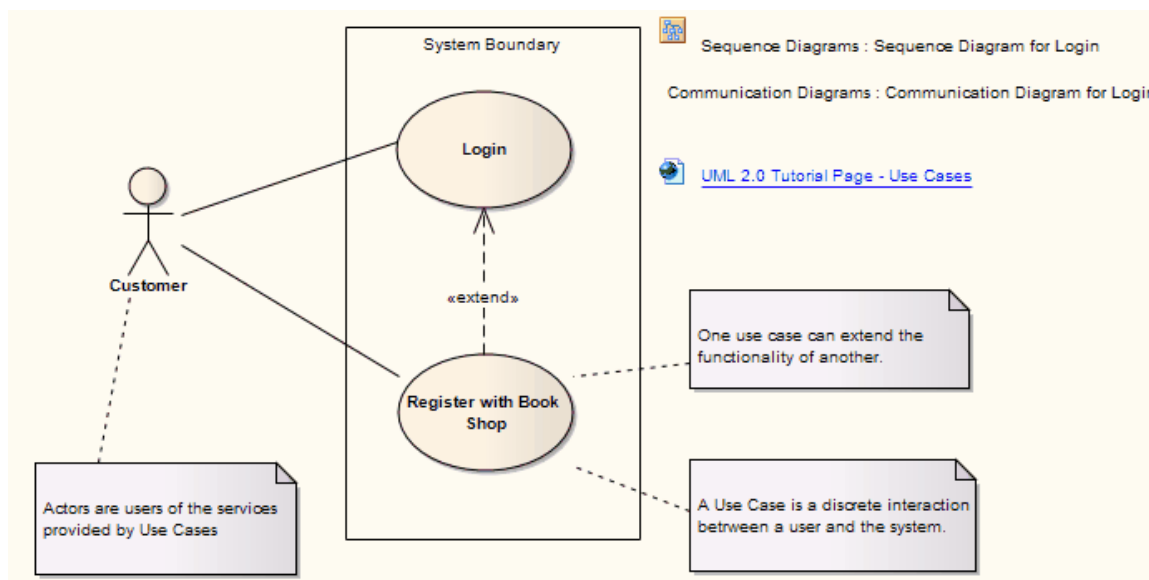 System Boundary
Sequence Diagrams : Sequence Diagram for Login
Communication Diagrams : Communication Diagram for Login
Login
UML 2.0 Tutorial Page - Use Cases
Customer
«extend»
One use case can extend the
functionality of another.
Register with Book
Shop
Actors are users of the services
provided by Use Cases
A Use Case is a discrete interaction
betrween a user and the system.